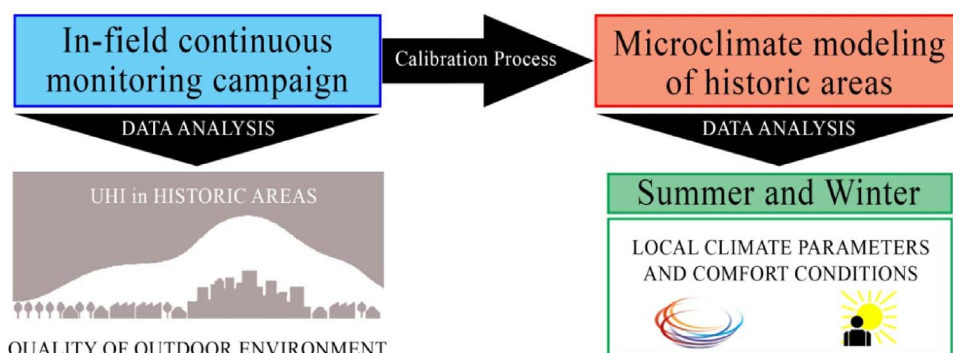 In-field continuous
monitoring campaign
Calibration Process
Microclimate modeling
of historic areas
DATA ANALYSIS
DATA ANALYSIS
UHI in HISTORIC AREAS
QUALITY OF OUTDOOR ENVIRONMENT
Summer and Winter
LOCAL CLIMATE PARAMETERS
AND COMFORT CONDITIONS